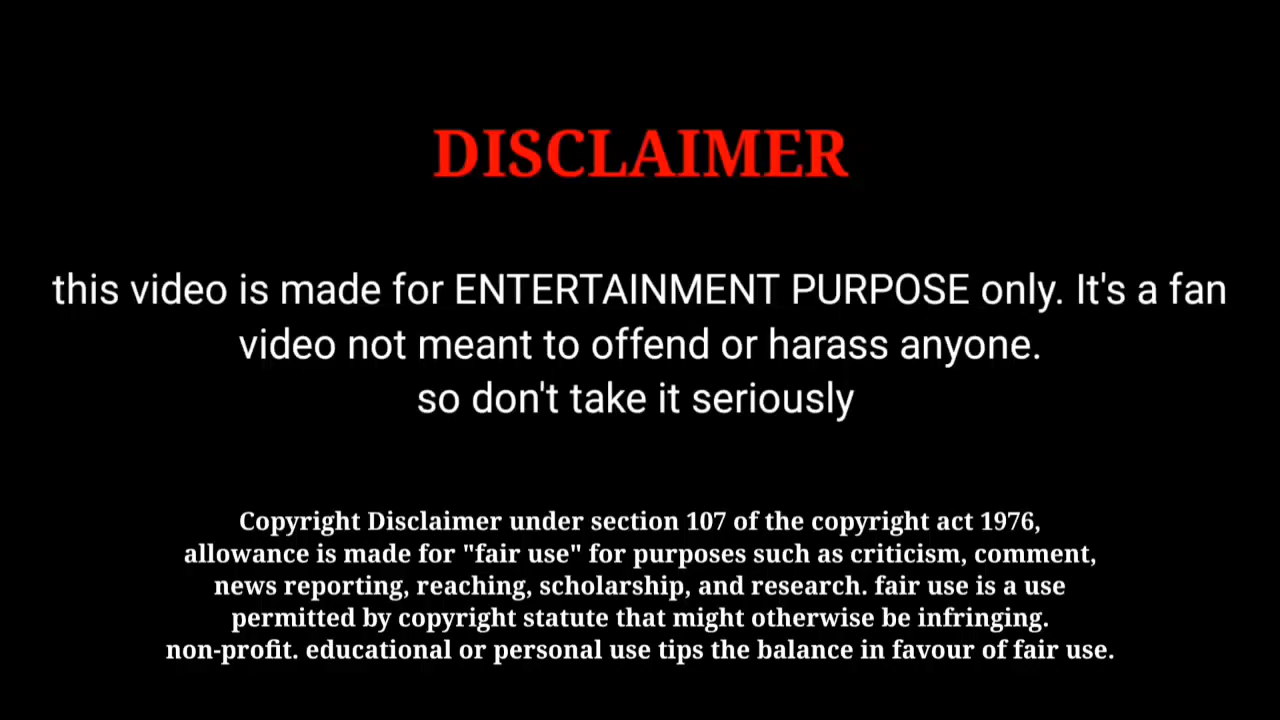 DISCLAIMER
this video is made for ENTERTAINMENT PURPOSE only. It's a fan
video not meant to offend or harass anyone.
so don't take it seriously
Copyright Disclaimer under section 107 of the copyright act 1976,
allowance is made for "fair use" for purposes such as criticism, comment,
news reporting, reaching, scholarship, and research. fair use is a use
permitted by copyright statute that might otherwise be infringing.
non-profit. educational or personal use tips the balance in favour of fair use.